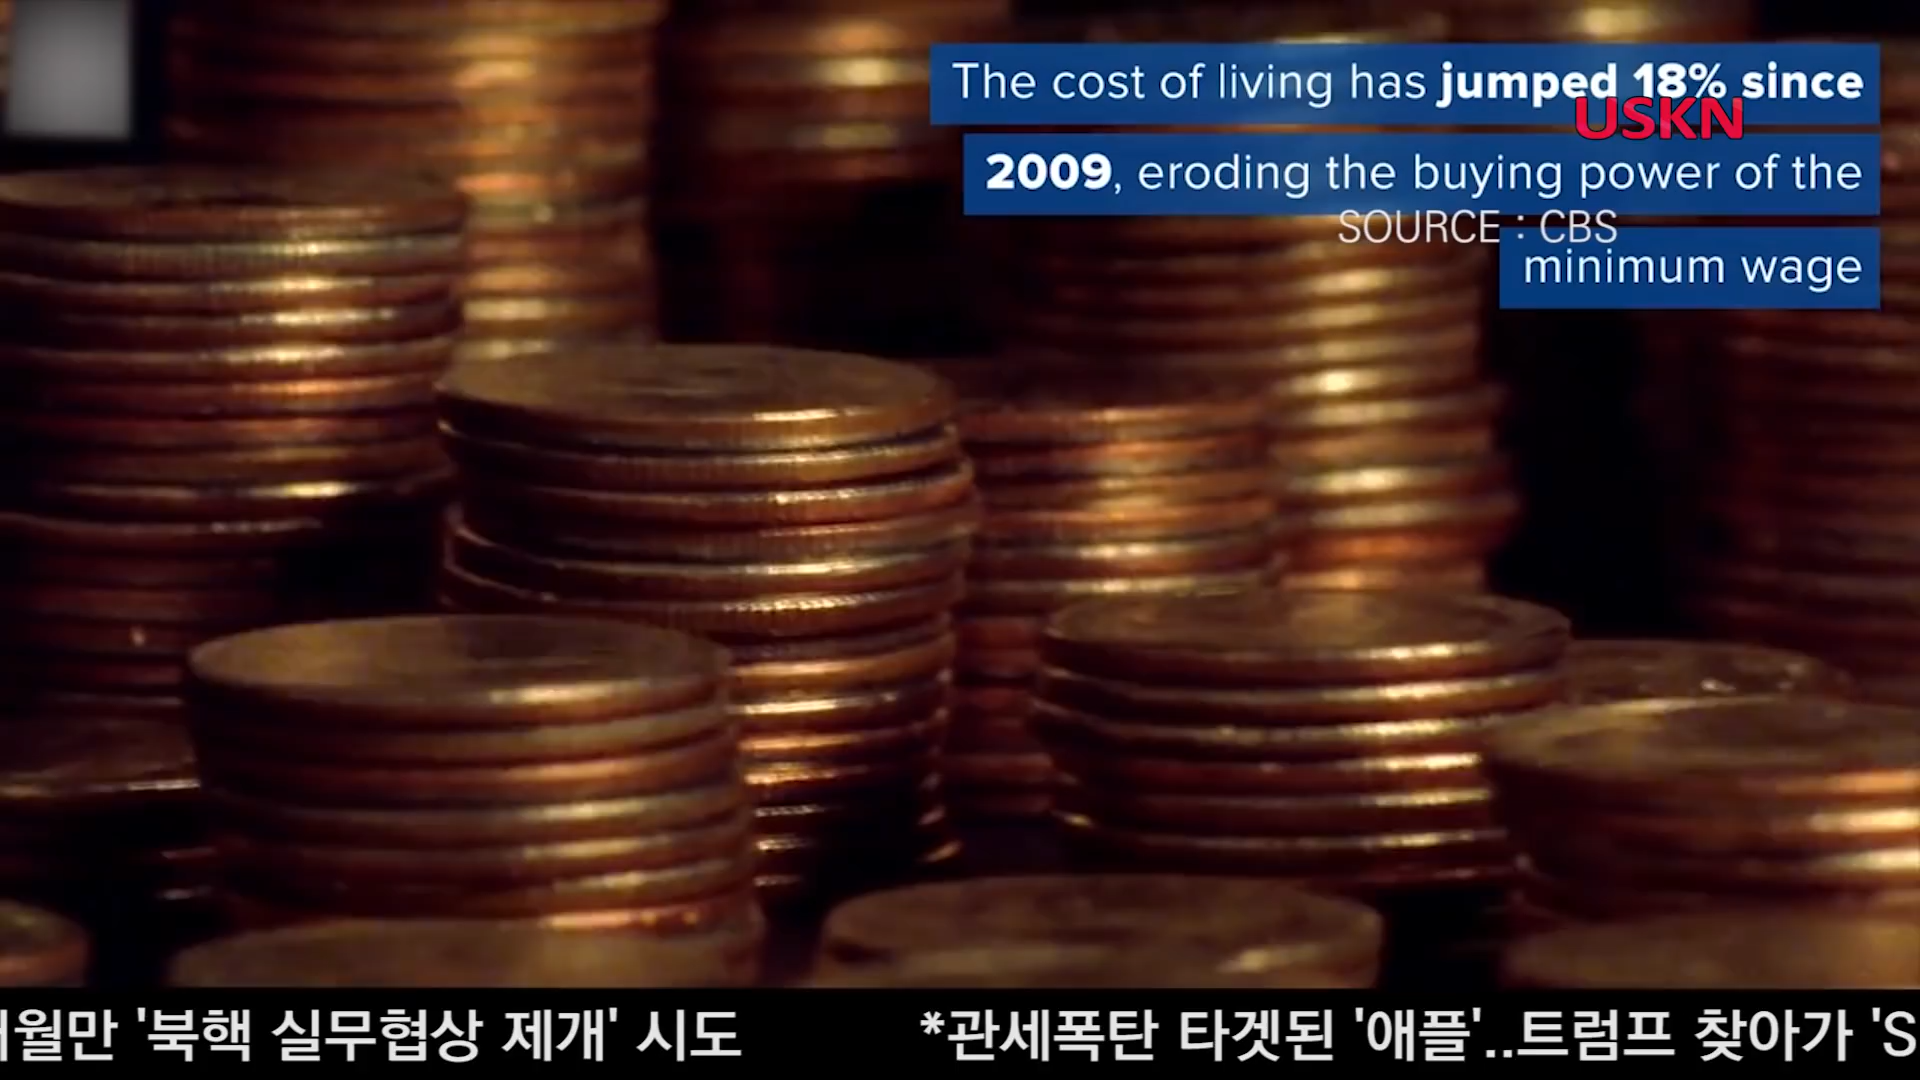 The cost of living has jumped 18% since
USKN
2009, eroding the buying power of the
SOURCE : CBS
minimum wage
월만 '북핵 실무협상 제개' 시도
*관세폭탄 타겟된 '애플'..트럼프 찾아가 'S